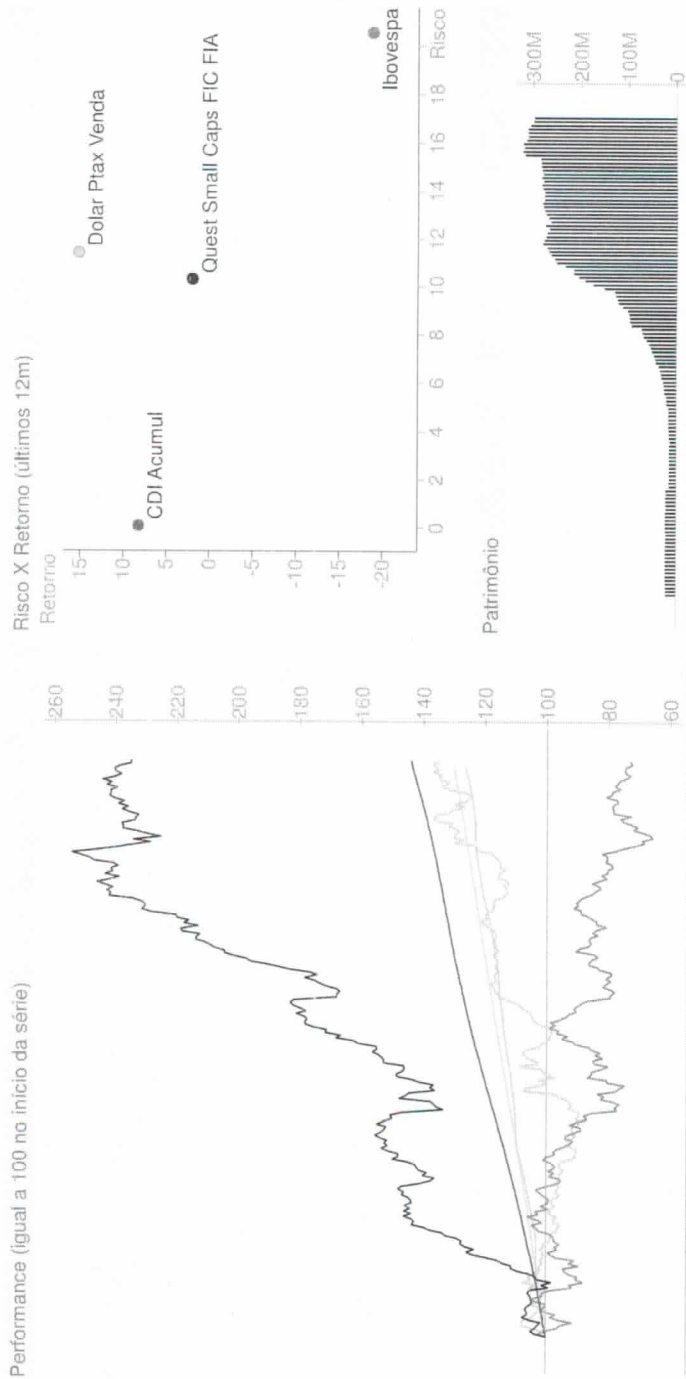 Performance (igual a 100 no início da série)
260
240
220
200
180
160
140
120
100
80
60
Risco X Retorno (últimos 12m)
Retorno
15
10
5
0
-5
-10
-15
-20
0
2
4
6
8
10
12
14
16
18
Risco
CDI Acumul
Dolar Ptax Venda
Quest Small Caps FIC FIA
Ibovespa
Patrimônio
300M
200M
100M
0